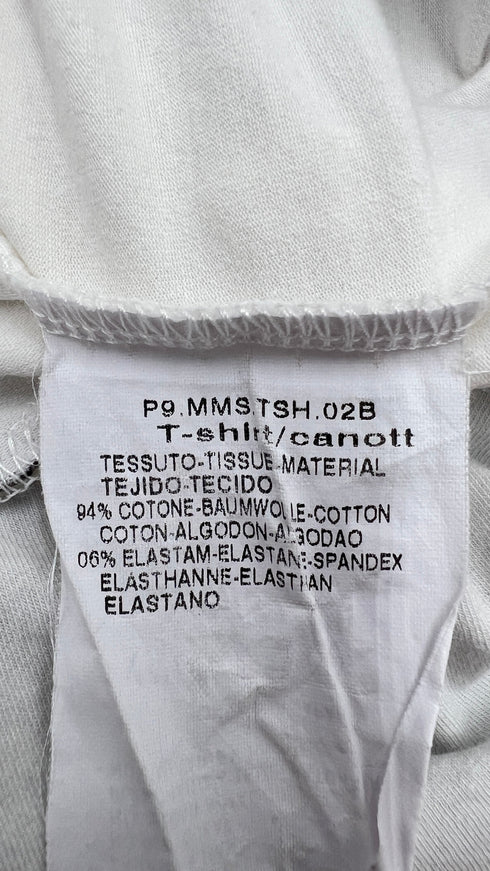 P9.MMS.TSH.02B
T-shirt/canott
TESSUTO-TISSUE-MATERIAL
TEJIDO-TECIDO
94% COTONE-BAUMWOLLE-COTTON
COTON-ALGODON-ALGODAO
06% ELASTAM-ELASTANE-SPANDEX
ELASTHANNE-ELASTHAN
ELASTANO